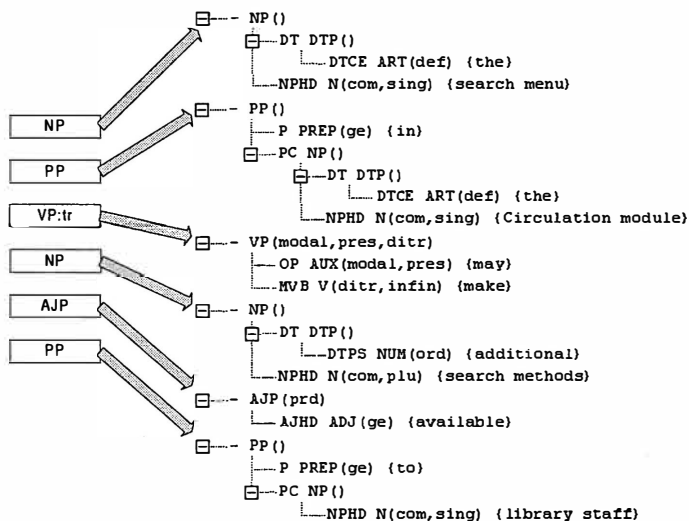 NP()
DT DTP()
DTCE ART(def) {the}
NPHD N(com,sing) {search menu}
NP
PP()
P PREP(ge) {in}
PP
PC NP()
DT DTP()
DTCE ART(def) {the}
VP:tr
NPHD N(com,sing) {Circulation module}
VP(modal,pres,ditr)
NP
OP AUX(modal,pres) {may}
MVB V(ditr,infin) {make}
AJP
NP()
DT DTP()
PP
DTPS NUM(ord) {additional}
NPHD N(com,plu) {search methods}
AJP(prd)
AJHD ADJ(ge) {available}
PP()
P PREP(ge) {to}
PC NP()
NPHD N(com,sing) {library staff}